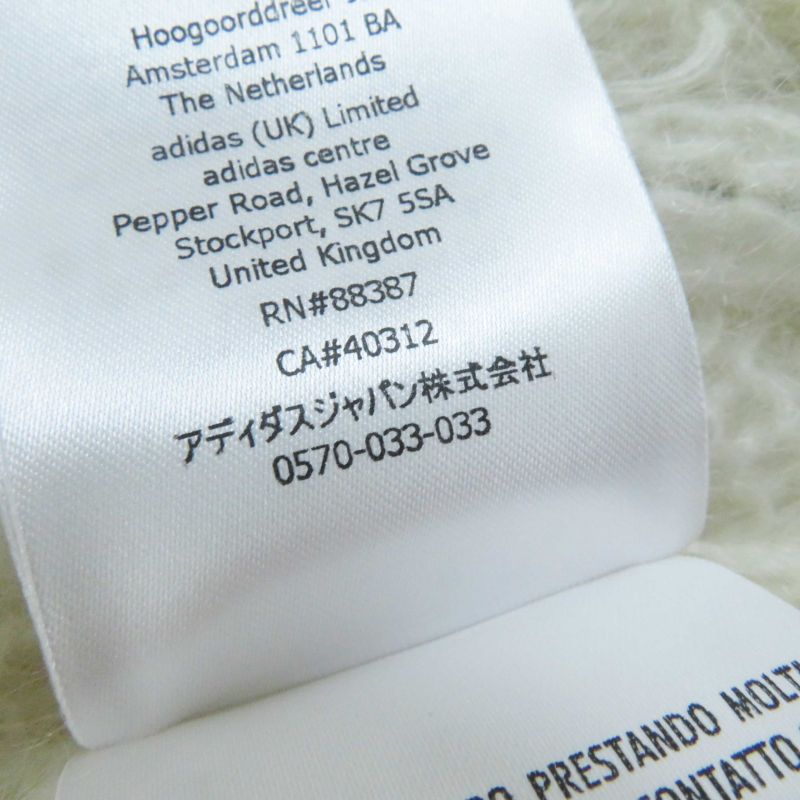 Hoogoorddreef
Amsterdam 1101 BA
The Netherlands
adidas (UK) Limited
adidas centre
Pepper Road, Hazel Grove
Stockport, SK7 5SA
United Kingdom
RN#88387
CA#40312
アディダスジャパン株式会社
0570-033-033
PRESTANDO